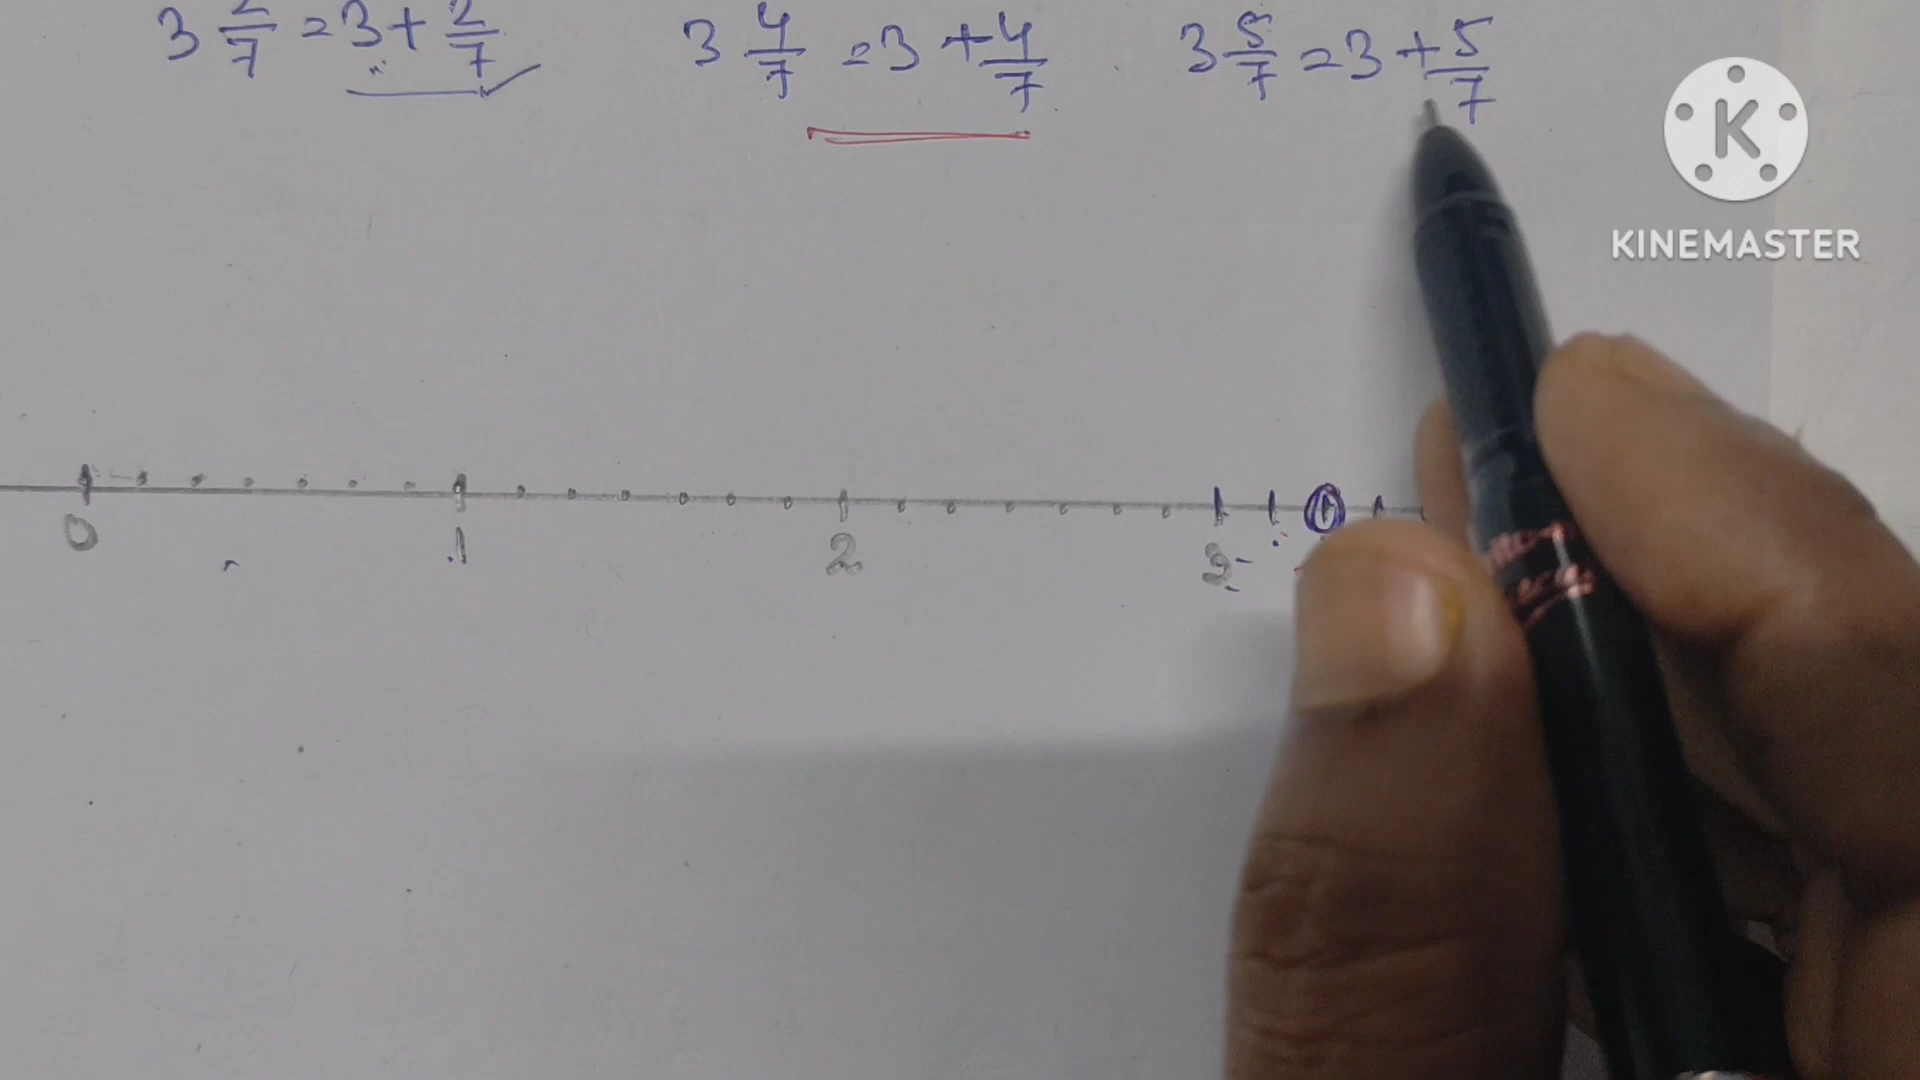 3 2/7 = 3 + 2/7 3 4/7 = 3 + 4/7 3 5/7 = 3 + 5/7
K
KINEMASTER
0 1 2 3